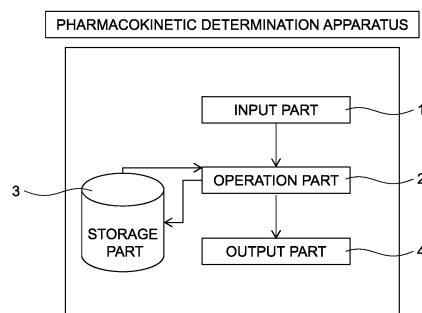 PHARMACOKINETIC DETERMINATION APPARATUS
INPUT PART
1
3
OPERATION PART
2
STORAGE
PART
OUTPUT PART
4